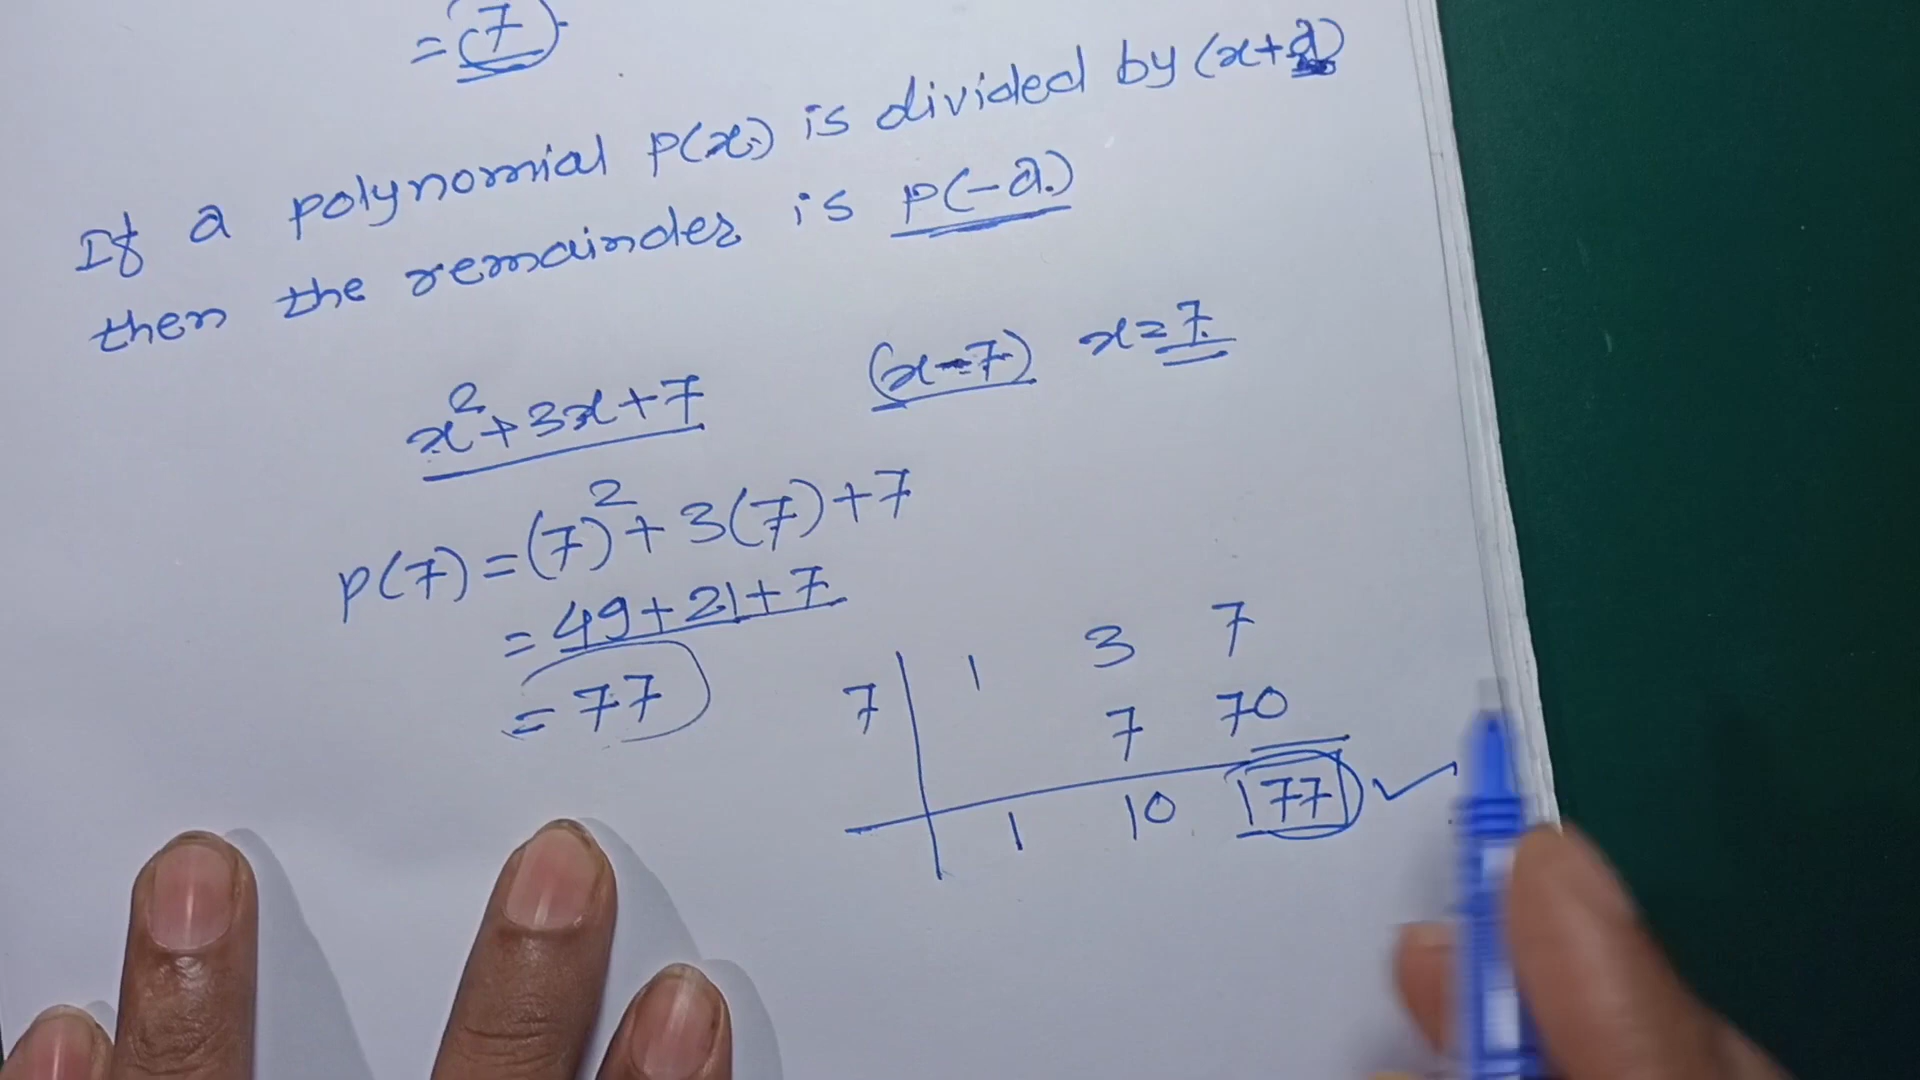 = (7)
If a polynomial p(x) is divided by (x+a)
then the remainder is p(-a)
x²+3x+7 (x-7) x=7
p(7) = (7)²+3(7)+7
= 49+21+7
= 77
7 | 1 3 7
7 70
1 10 |77|